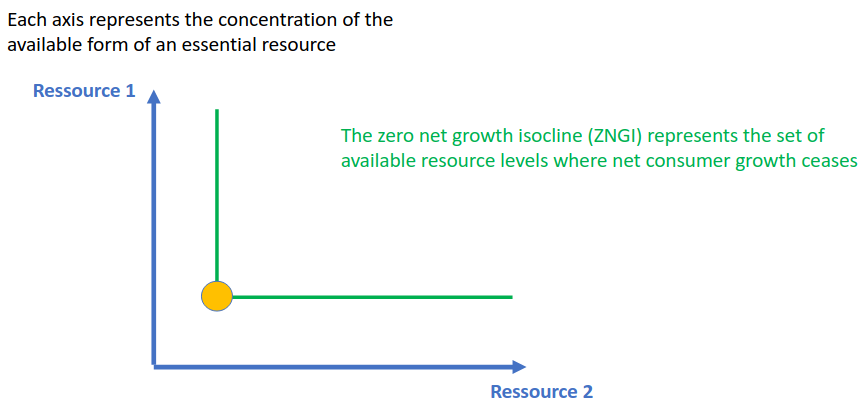 Each axis represents the concentration of the
available form of an essential resource
Ressource 1
The zero net growth isocline (ZNGI) represents the set of
available resource levels where net consumer growth ceases
Ressource 2